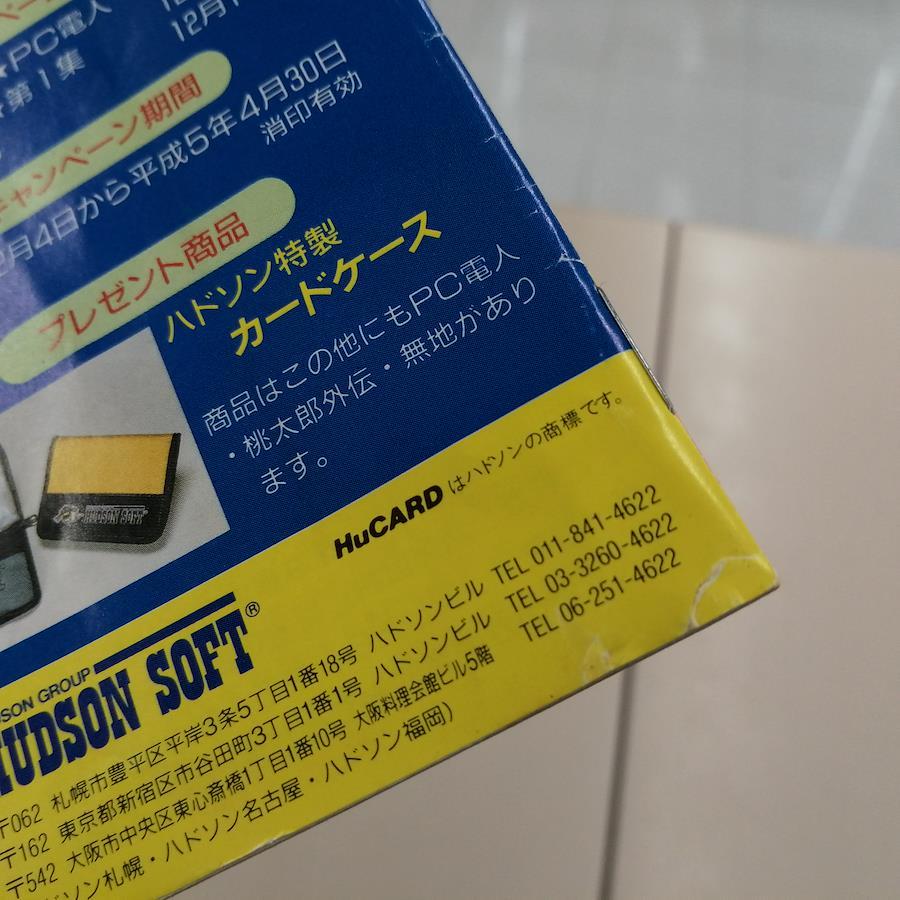 PC電人
第1集
12月
キャンペーン期間
月4日から平成5年4月30日
消印有効
プレゼント商品
ハドソン特製
カードケース
商品はこの他にもPC電人
・桃太郎外伝・無地があり
ます。
HUDSON SOFT
HuCARD はハドソンの商標です。
SON GROUP
HUDSON SOFT®
〒062 札幌市豊平区平岸3条5丁目1番18号 ハドソンビル TEL 011-841-4622
〒162 東京都新宿区市谷田町3丁目1番1号 ハドソンビル TEL 03-3260-4622
〒542 大阪市中央区東心斎橋1丁目1番10号 大阪料理会館ビル5階 TEL 06-251-4622
ドソン札幌・ハドソン名古屋・ハドソン福岡)